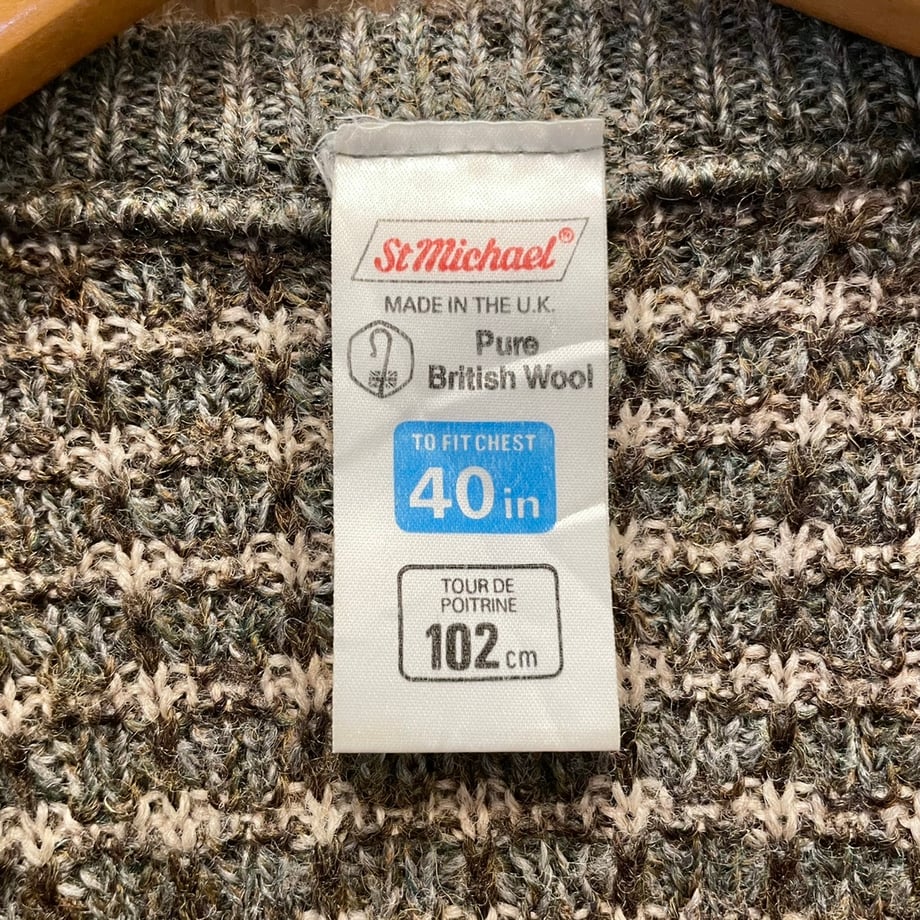 St Michael®
MADE IN THE U.K.
Pure
British Wool
TO FIT CHEST
40 in
TOUR DE
POITRINE
102 cm